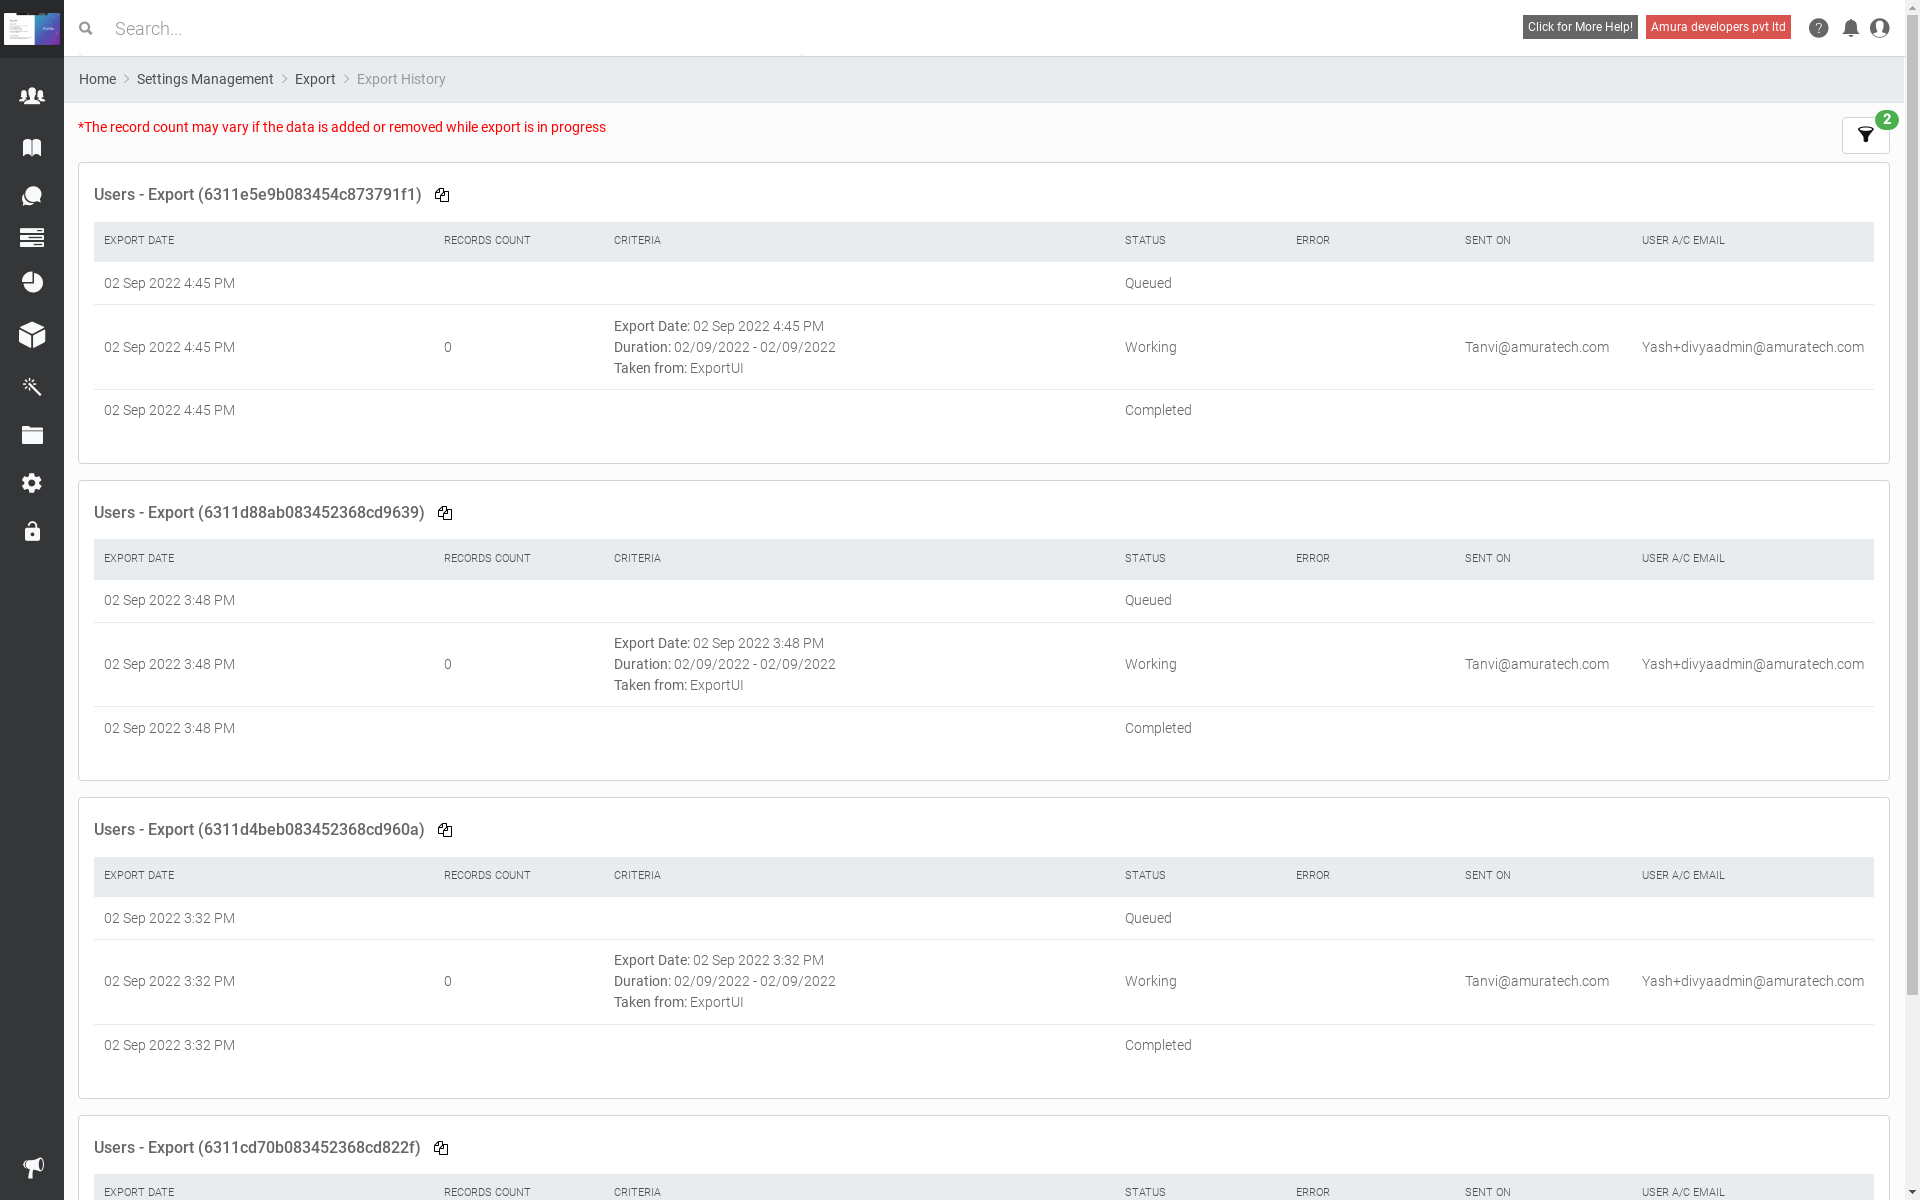 Search...
Click for More Help!
Amura developers pvt ltd
Home > Settings Management > Export > Export History
*The record count may vary if the data is added or removed while export is in progress
2
Users - Export (6311e5e9b083454c873791f1)
EXPORT DATE RECORDS COUNT CRITERIA STATUS ERROR SENT ON USER A/C EMAIL
02 Sep 2022 4:45 PM Queued
Export Date: 02 Sep 2022 4:45 PM
02 Sep 2022 4:45 PM 0 Duration: 02/09/2022 - 02/09/2022 Working Tanvi@amuratech.com Yash+divyaadmin@amuratech.com
Taken from: ExportUI
02 Sep 2022 4:45 PM Completed
Users - Export (6311d88ab083452368cd9639)
EXPORT DATE RECORDS COUNT CRITERIA STATUS ERROR SENT ON USER A/C EMAIL
02 Sep 2022 3:48 PM Queued
Export Date: 02 Sep 2022 3:48 PM
02 Sep 2022 3:48 PM 0 Duration: 02/09/2022 - 02/09/2022 Working Tanvi@amuratech.com Yash+divyaadmin@amuratech.com
Taken from: ExportUI
02 Sep 2022 3:48 PM Completed
Users - Export (6311d4beb083452368cd960a)
EXPORT DATE RECORDS COUNT CRITERIA STATUS ERROR SENT ON USER A/C EMAIL
02 Sep 2022 3:32 PM Queued
Export Date: 02 Sep 2022 3:32 PM
02 Sep 2022 3:32 PM 0 Duration: 02/09/2022 - 02/09/2022 Working Tanvi@amuratech.com Yash+divyaadmin@amuratech.com
Taken from: ExportUI
02 Sep 2022 3:32 PM Completed
Users - Export (6311cd70b083452368cd822f)
EXPORT DATE RECORDS COUNT CRITERIA STATUS ERROR SENT ON USER A/C EMAIL